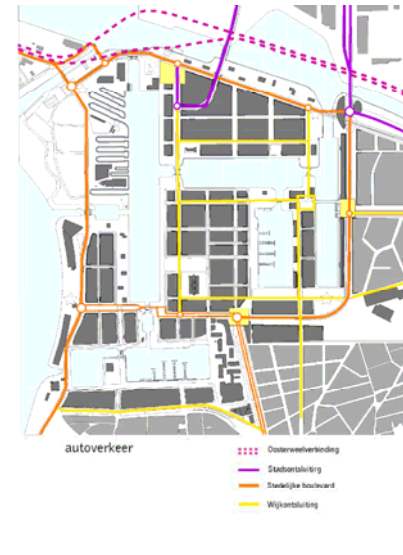 autoverkeer
Oosterweelverbinding
Stadsontsluiting
Stedelijke boulevard
Wijkontsluiting